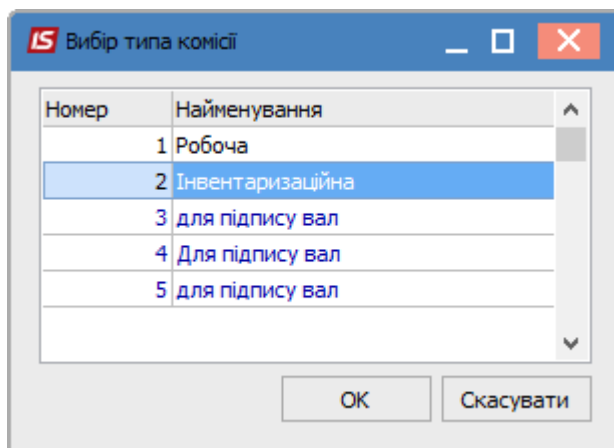 IS Вибір типа комісії
Номер Найменування
1 Робоча
2 Інвентаризаційна
3 для підпису вал
4 Для підпису вал
5 для підпису вал
OK Скасувати